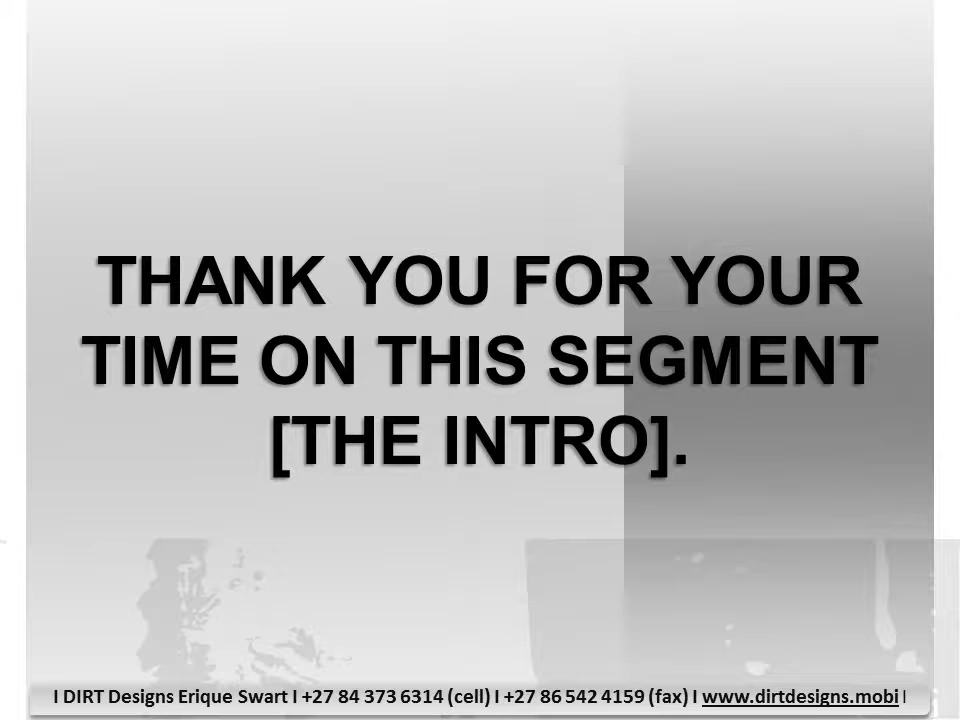 THANK YOU FOR YOUR
TIME ON THIS SEGMENT
[THE INTRO].
I DIRT Designs Erique Swart I +27 84 373 6314 (cell) I +27 86 542 4159 (fax) I www.dirtdesigns.mobi I